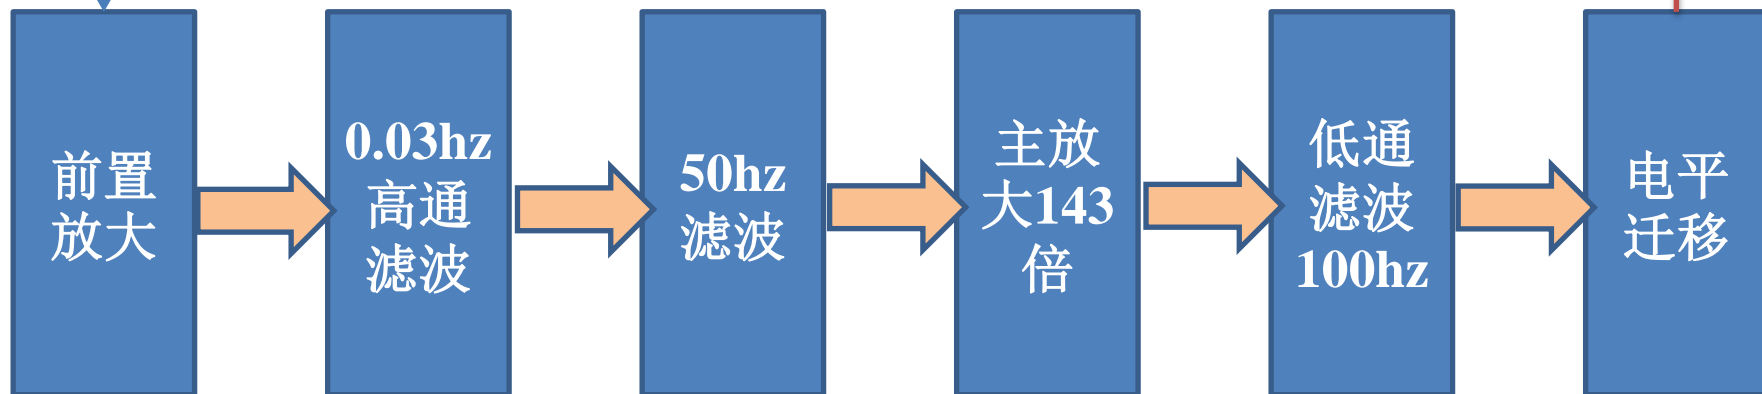 前置
放大
0.03hz
高通
滤波
50hz
滤波
主放
大143
倍
低通
滤波
100hz
电平
迁移